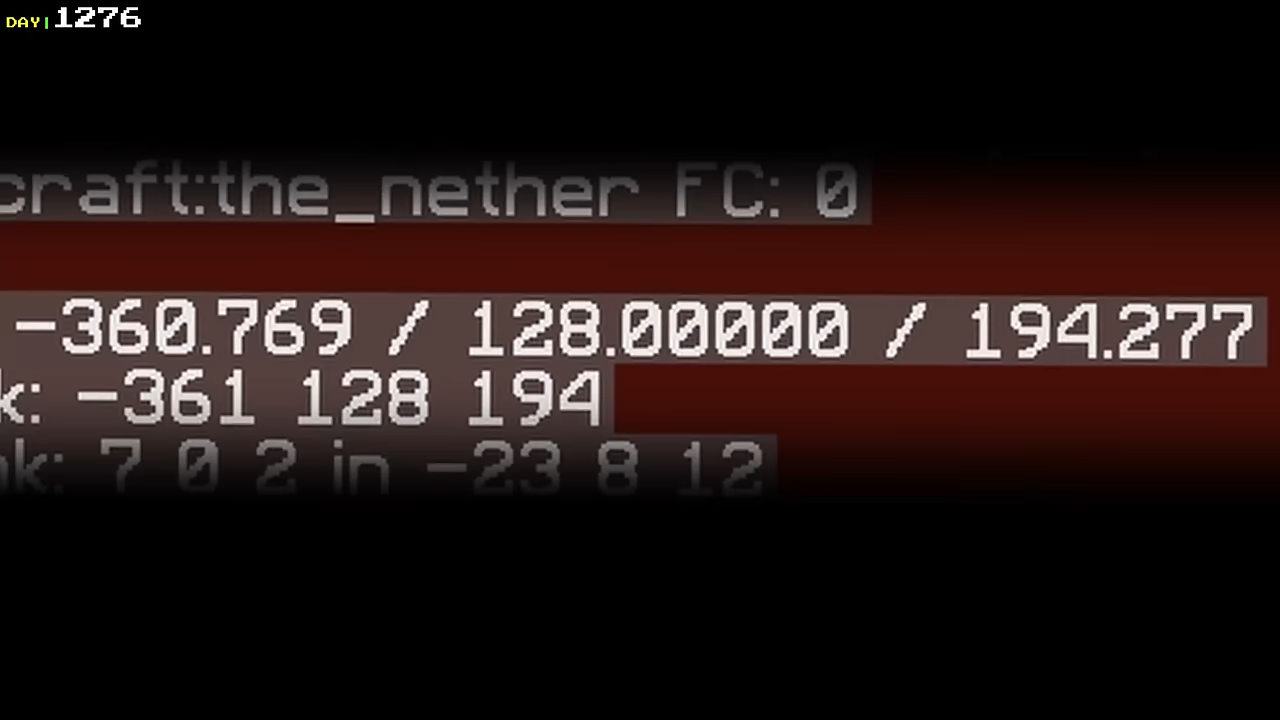 DAY|1276
craft:the_nether FC: 0
-360.769 / 128.00000 / 194.277
k: -361 128 194
nk: 7 0 2 in -23 8 12